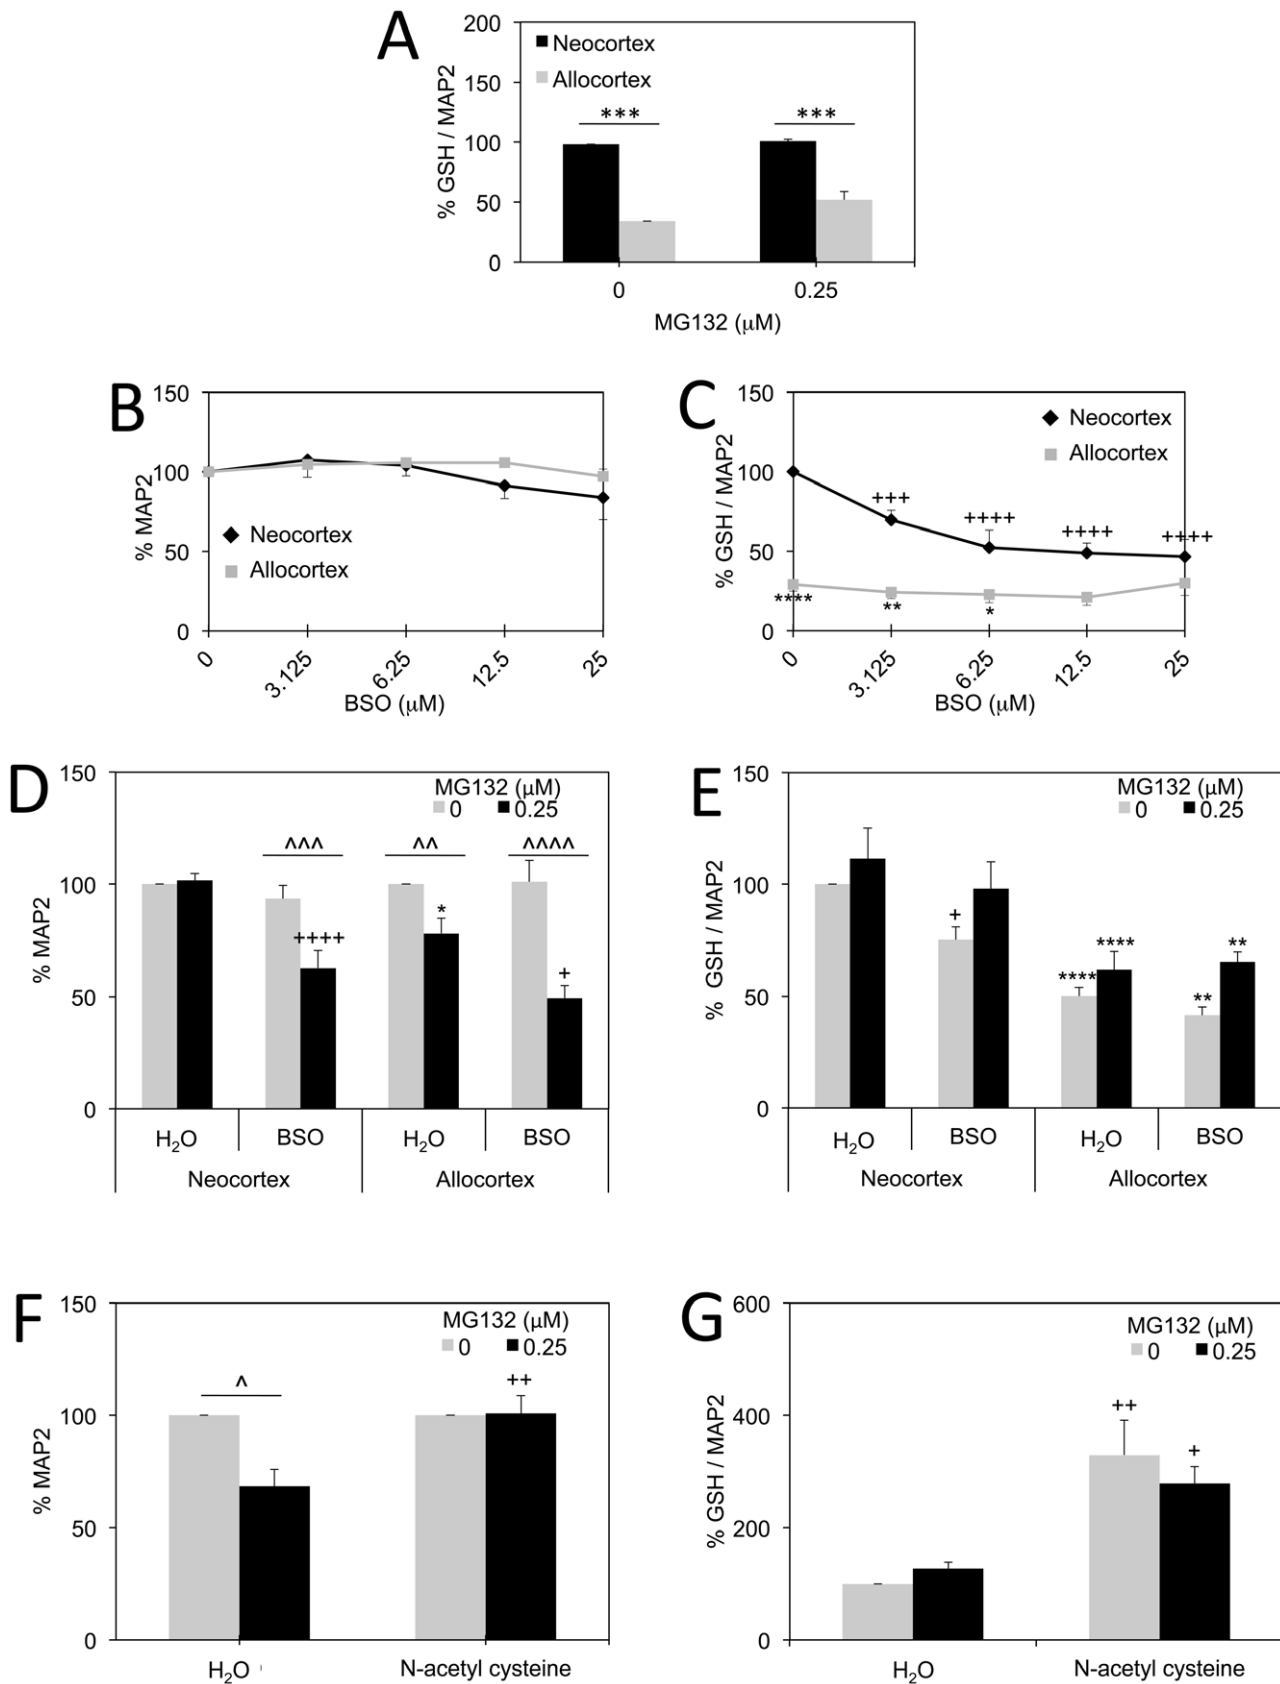 A
200
150
100
50
0
% GSH / MAP2
Neocortex
Allocortex
***
***
0
0.25
MG132 (μM)
B
150
100
50
0
% MAP2
Neocortex
Allocortex
0
3.125
6.25
12.5
25
BSO (μM)
C
150
100
50
0
% GSH / MAP2
Neocortex
Allocortex
+++
++++
++++
++++
****
**
*
0
3.125
6.25
12.5
25
BSO (μM)
D
150
100
50
0
% MAP2
MG132 (μM)
0 0.25
^^^
^^
^^^^
++++
*
+
H₂O BSO H₂O BSO
Neocortex Allocortex
E
150
100
50
0
% GSH / MAP2
MG132 (μM)
0 0.25
+
****
****
**
**
H₂O BSO H₂O BSO
Neocortex Allocortex
F
150
100
50
0
% MAP2
MG132 (μM)
0 0.25
^
++
H₂O N-acetyl cysteine
G
600
400
200
0
% GSH / MAP2
MG132 (μM)
0 0.25
++
+
H₂O N-acetyl cysteine